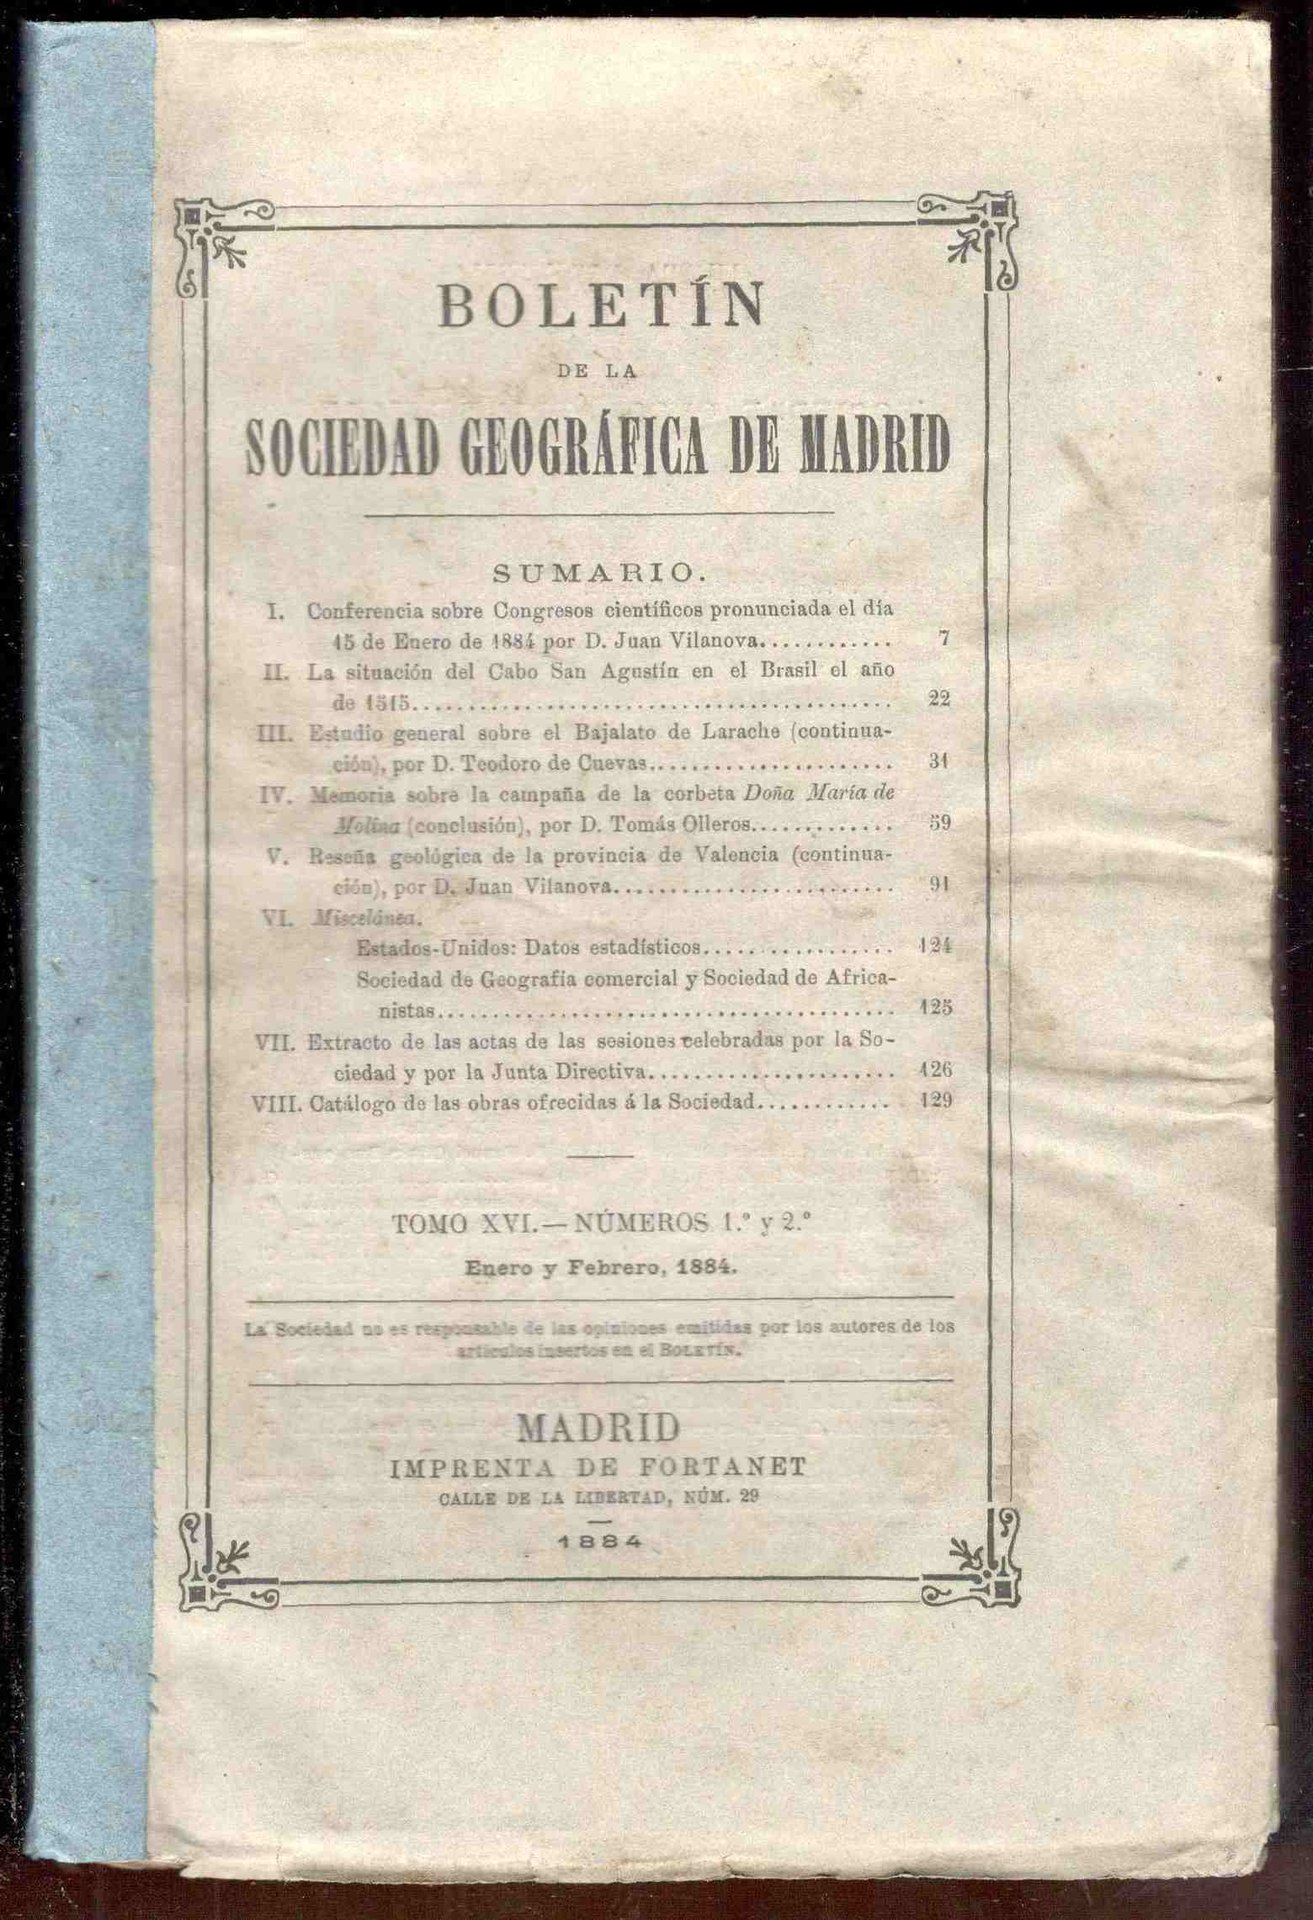 BOLETÍN
DE LA
SOCIEDAD GEOGRÁFICA DE MADRID
SUMARIO.
I. Conferencia sobre Congresos científicos pronunciada el día
15 de Enero de 1884 por D. Juan Vilanova............ 7
II. La situación del Cabo San Agustín en el Brasil el año
de 1515............................................. 22
III. Estudio general sobre el Bajalato de Larache (continua-
ción), por D. Teodoro de Cuevas....................... 31
IV. Memoria sobre la campaña de la corbeta Doña María de
Molina (conclusión), por D. Tomás Olleros............. 59
V. Reseña geológica de la provincia de Valencia (continua-
ción), por D. Juan Vilanova.......................... 91
VI. Miscelánea.
Estados-Unidos: Datos estadísticos................. 124
Sociedad de Geografía comercial y Sociedad de Africa-
nistas.......................................... 125
VII. Extracto de las actas de las sesiones celebradas por la So-
ciedad y por la Junta Directiva....................... 126
VIII. Catálogo de las obras ofrecidas á la Sociedad............ 129
TOMO XVI.—NÚMEROS 1.º y 2.º
Enero y Febrero, 1884.
La Sociedad no es responsable de las opiniones emitidas por los autores de los
artículos insertos en el BOLETÍN.
MADRID
IMPRENTA DE FORTANET
CALLE DE LA LIBERTAD, NÚM. 29
1884